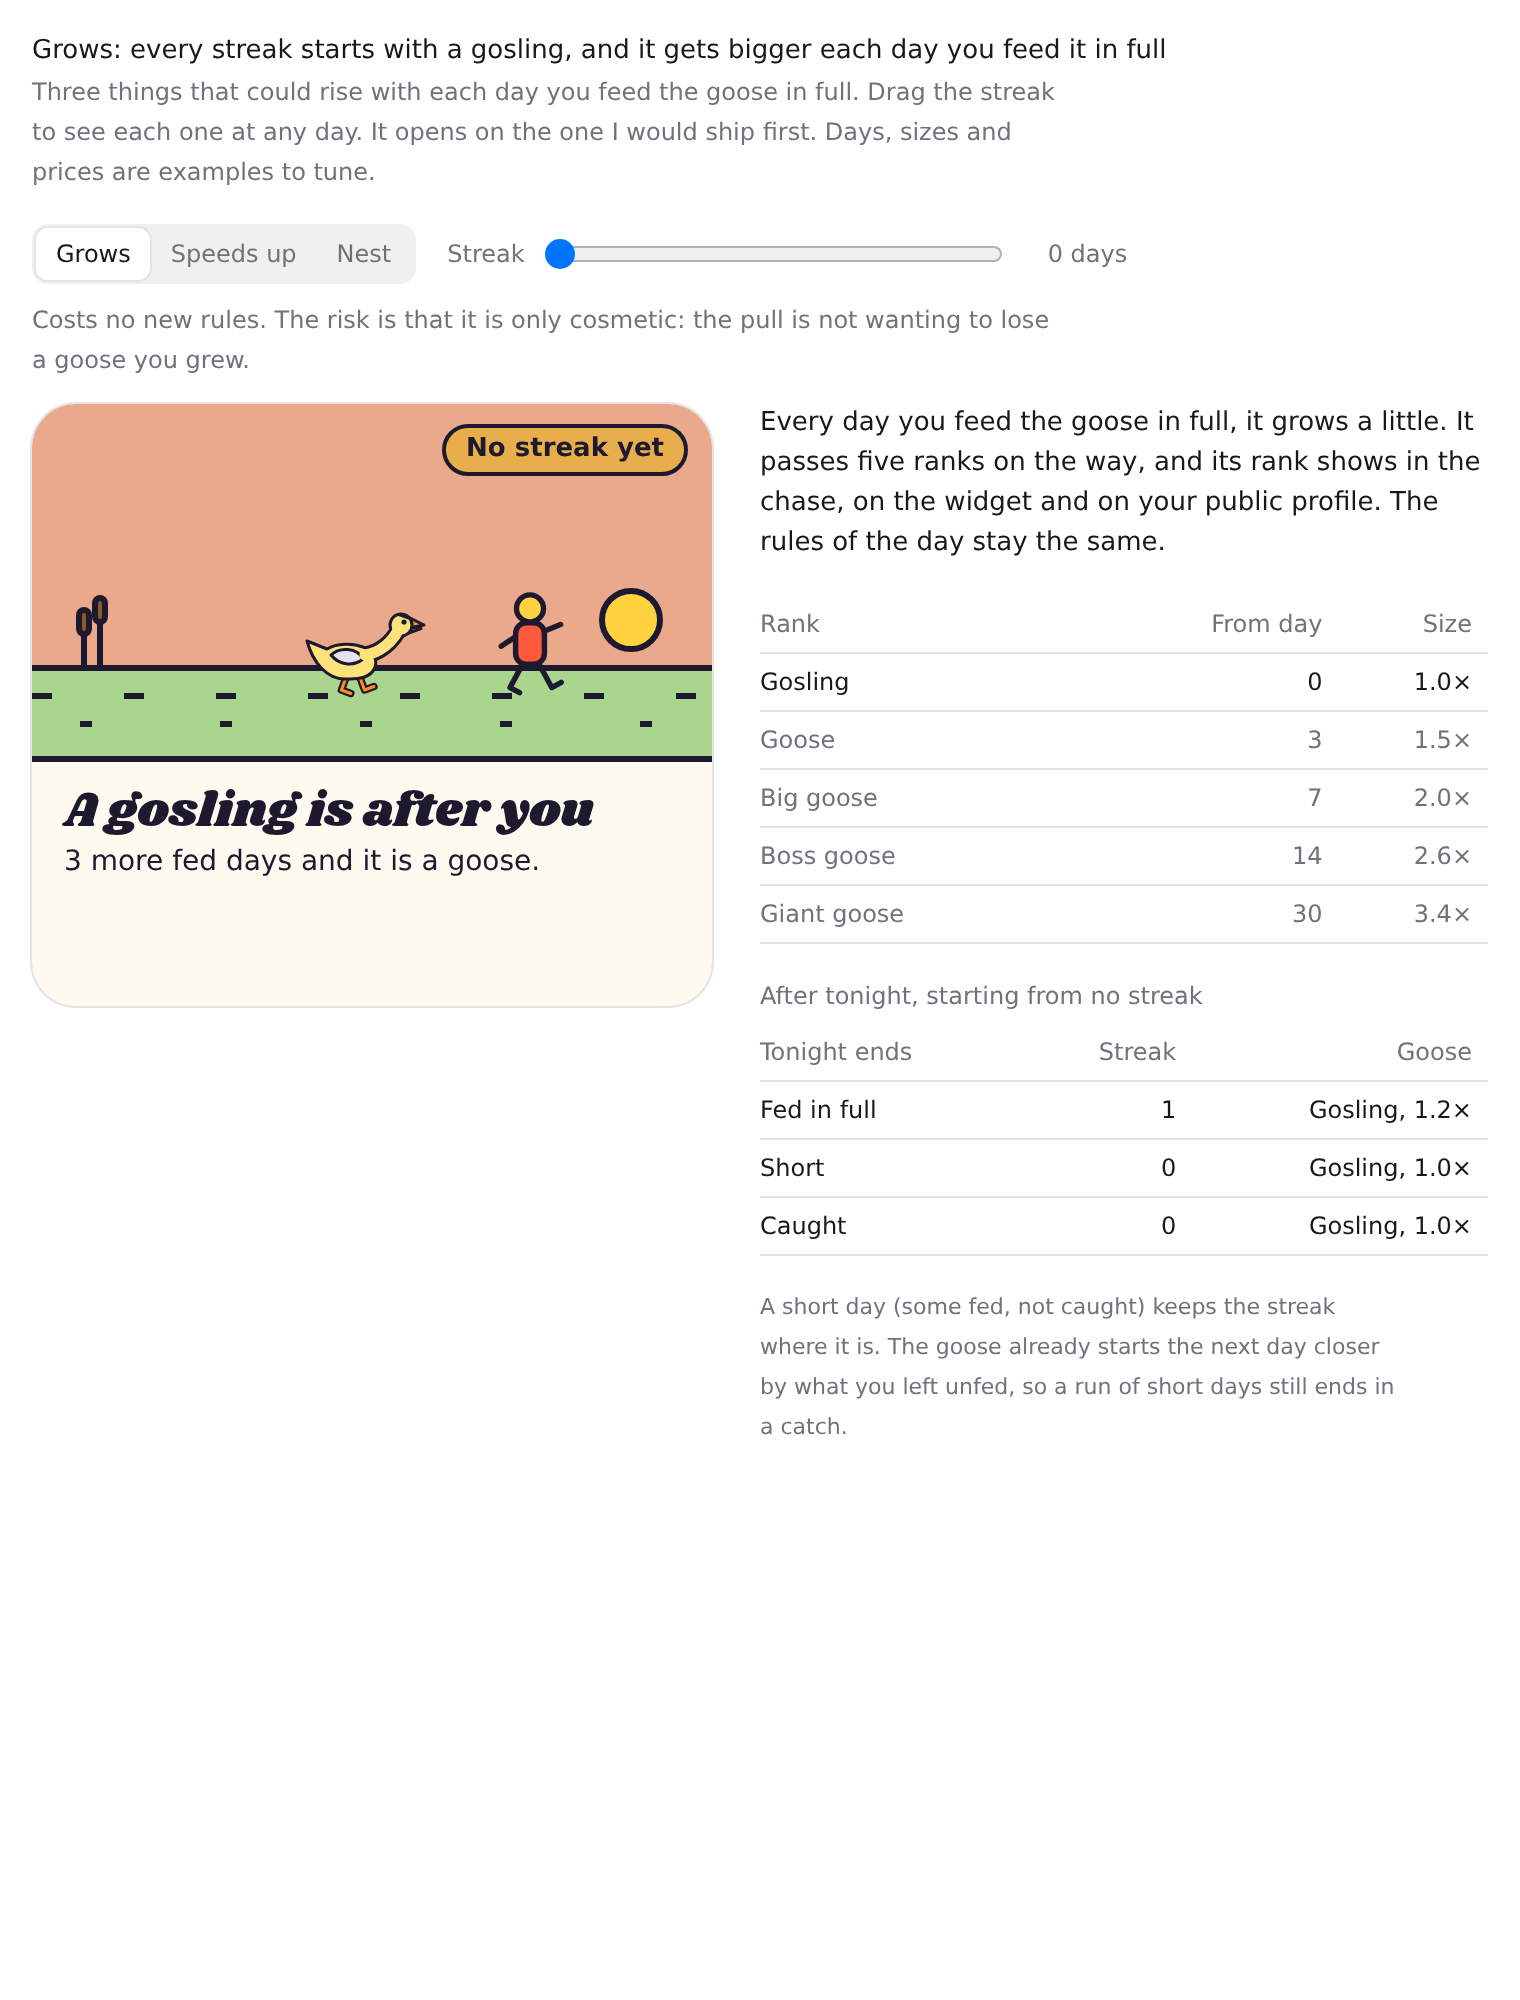 Grows: every streak starts with a gosling, and it gets bigger each day you feed it in full
Three things that could rise with each day you feed the goose in full. Drag the streak
to see each one at any day. It opens on the one I would ship first. Days, sizes and
prices are examples to tune.
Grows Speeds up Nest Streak 0 days
Costs no new rules. The risk is that it is only cosmetic: the pull is not wanting to lose
a goose you grew.
No streak yet
A gosling is after you
3 more fed days and it is a goose.
Every day you feed the goose in full, it grows a little. It
passes five ranks on the way, and its rank shows in the
chase, on the widget and on your public profile. The
rules of the day stay the same.
Rank From day Size
Gosling 0 1.0×
Goose 3 1.5×
Big goose 7 2.0×
Boss goose 14 2.6×
Giant goose 30 3.4×
After tonight, starting from no streak
Tonight ends Streak Goose
Fed in full 1 Gosling, 1.2×
Short 0 Gosling, 1.0×
Caught 0 Gosling, 1.0×
A short day (some fed, not caught) keeps the streak
where it is. The goose already starts the next day closer
by what you left unfed, so a run of short days still ends in
a catch.